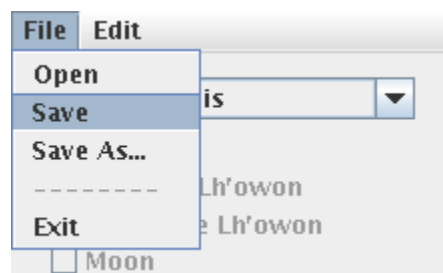 File Edit
Open
Save
is
Save As...
--------
Lh'owon
Exit
Lh'owon
Moon